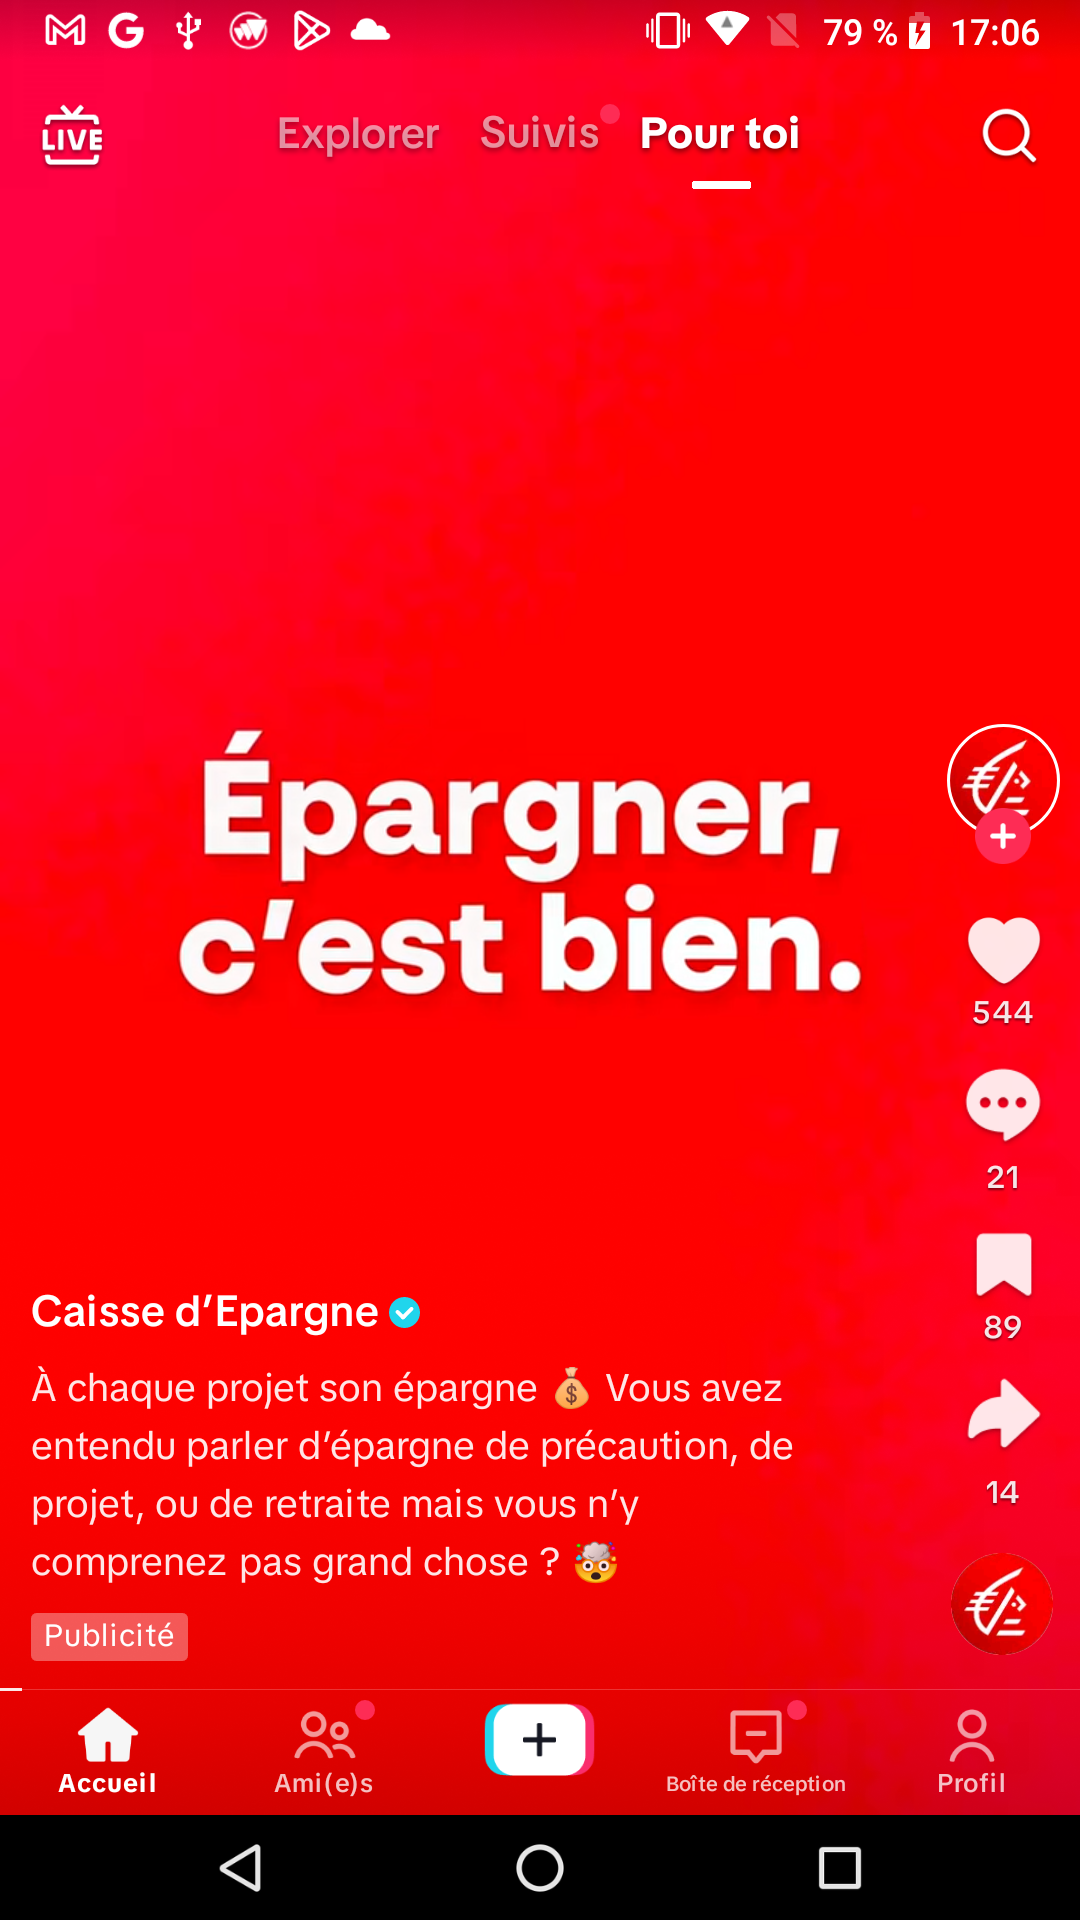 79 % 17:06
LIVE Explorer Suivis Pour toi
Épargner,
c’est bien.
544
21
89
14
Caisse d’Epargne
À chaque projet son épargne 💰 Vous avez
entendu parler d’épargne de précaution, de
projet, ou de retraite mais vous n’y
comprenez pas grand chose ? 🤯
Publicité
Accueil Ami(e)s Boîte de réception Profil